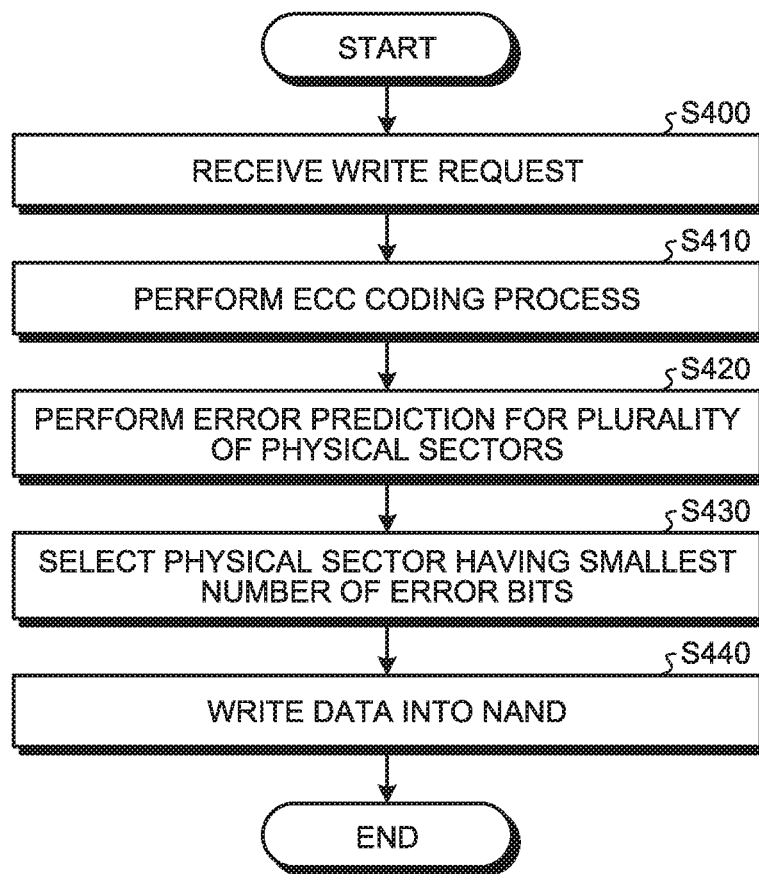 START
S400
RECEIVE WRITE REQUEST
S410
PERFORM ECC CODING PROCESS
S420
PERFORM ERROR PREDICTION FOR PLURALITY
OF PHYSICAL SECTORS
S430
SELECT PHYSICAL SECTOR HAVING SMALLEST
NUMBER OF ERROR BITS
S440
WRITE DATA INTO NAND
END